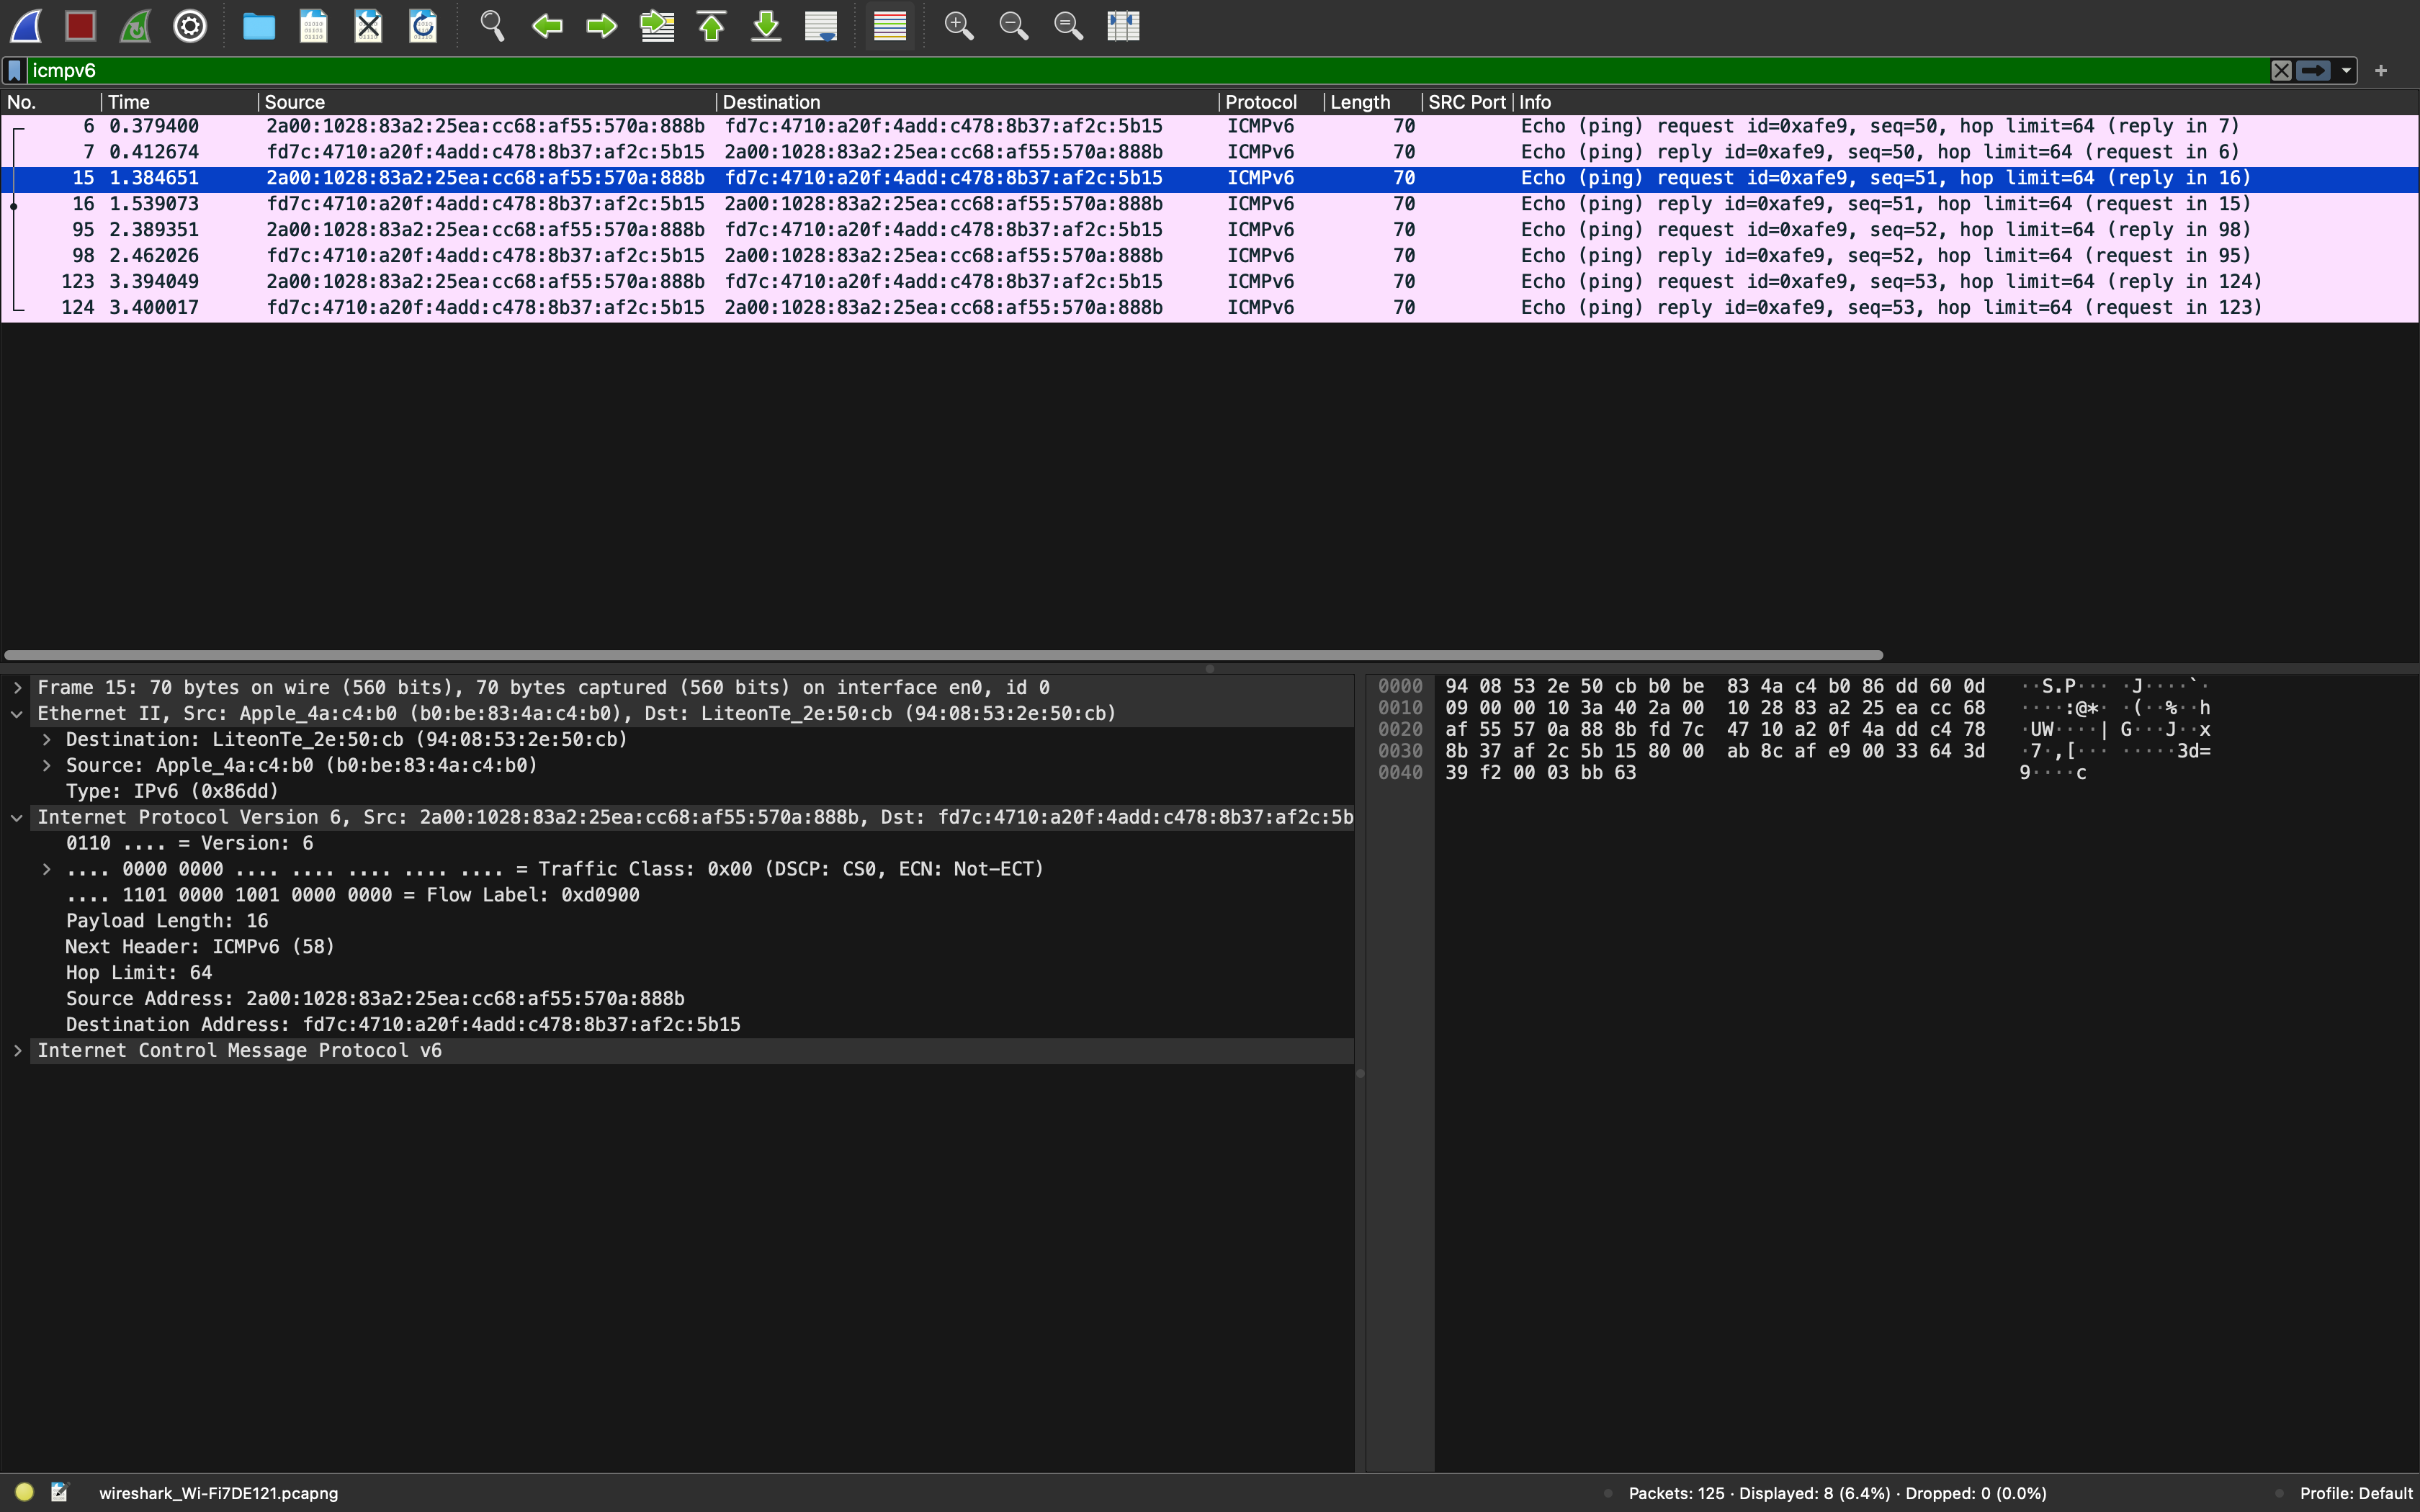 icmpv6
No. Time Source Destination Protocol Length SRC Port Info
6 0.379400 2a00:1028:83a2:25ea:cc68:af55:570a:888b fd7c:4710:a20f:4add:c478:8b37:af2c:5b15 ICMPv6 70 Echo (ping) request id=0xafe9, seq=50, hop limit=64 (reply in 7)
7 0.412674 fd7c:4710:a20f:4add:c478:8b37:af2c:5b15 2a00:1028:83a2:25ea:cc68:af55:570a:888b ICMPv6 70 Echo (ping) reply id=0xafe9, seq=50, hop limit=64 (request in 6)
15 1.384651 2a00:1028:83a2:25ea:cc68:af55:570a:888b fd7c:4710:a20f:4add:c478:8b37:af2c:5b15 ICMPv6 70 Echo (ping) request id=0xafe9, seq=51, hop limit=64 (reply in 16)
16 1.539073 fd7c:4710:a20f:4add:c478:8b37:af2c:5b15 2a00:1028:83a2:25ea:cc68:af55:570a:888b ICMPv6 70 Echo (ping) reply id=0xafe9, seq=51, hop limit=64 (request in 15)
95 2.389351 2a00:1028:83a2:25ea:cc68:af55:570a:888b fd7c:4710:a20f:4add:c478:8b37:af2c:5b15 ICMPv6 70 Echo (ping) request id=0xafe9, seq=52, hop limit=64 (reply in 98)
98 2.462026 fd7c:4710:a20f:4add:c478:8b37:af2c:5b15 2a00:1028:83a2:25ea:cc68:af55:570a:888b ICMPv6 70 Echo (ping) reply id=0xafe9, seq=52, hop limit=64 (request in 95)
123 3.394049 2a00:1028:83a2:25ea:cc68:af55:570a:888b fd7c:4710:a20f:4add:c478:8b37:af2c:5b15 ICMPv6 70 Echo (ping) request id=0xafe9, seq=53, hop limit=64 (reply in 124)
124 3.400017 fd7c:4710:a20f:4add:c478:8b37:af2c:5b15 2a00:1028:83a2:25ea:cc68:af55:570a:888b ICMPv6 70 Echo (ping) reply id=0xafe9, seq=53, hop limit=64 (request in 123)
Frame 15: 70 bytes on wire (560 bits), 70 bytes captured (560 bits) on interface en0, id 0
Ethernet II, Src: Apple_4a:c4:b0 (b0:be:83:4a:c4:b0), Dst: LiteonTe_2e:50:cb (94:08:53:2e:50:cb)
Destination: LiteonTe_2e:50:cb (94:08:53:2e:50:cb)
Source: Apple_4a:c4:b0 (b0:be:83:4a:c4:b0)
Type: IPv6 (0x86dd)
Internet Protocol Version 6, Src: 2a00:1028:83a2:25ea:cc68:af55:570a:888b, Dst: fd7c:4710:a20f:4add:c478:8b37:af2c:5b
0110 .... = Version: 6
.... 0000 0000 .... .... .... .... .... = Traffic Class: 0x00 (DSCP: CS0, ECN: Not-ECT)
.... 1101 0000 1001 0000 0000 = Flow Label: 0xd0900
Payload Length: 16
Next Header: ICMPv6 (58)
Hop Limit: 64
Source Address: 2a00:1028:83a2:25ea:cc68:af55:570a:888b
Destination Address: fd7c:4710:a20f:4add:c478:8b37:af2c:5b15
Internet Control Message Protocol v6
0000 94 08 53 2e 50 cb b0 be 83 4a c4 b0 86 dd 60 0d ··S.P··· ·J····`·
0010 09 00 00 10 3a 40 2a 00 10 28 83 a2 25 ea cc 68 ····:@*· ·(··%··h
0020 af 55 57 0a 88 8b fd 7c 47 10 a2 0f 4a dd c4 78 ·UW····| G···J··x
0030 8b 37 af 2c 5b 15 80 00 ab 8c af e9 00 33 64 3d ·7·,[··· ·····3d=
0040 39 f2 00 03 bb 63 9····c
wireshark_Wi-Fi7DE121.pcapng
Packets: 125 · Displayed: 8 (6.4%) · Dropped: 0 (0.0%)
Profile: Default